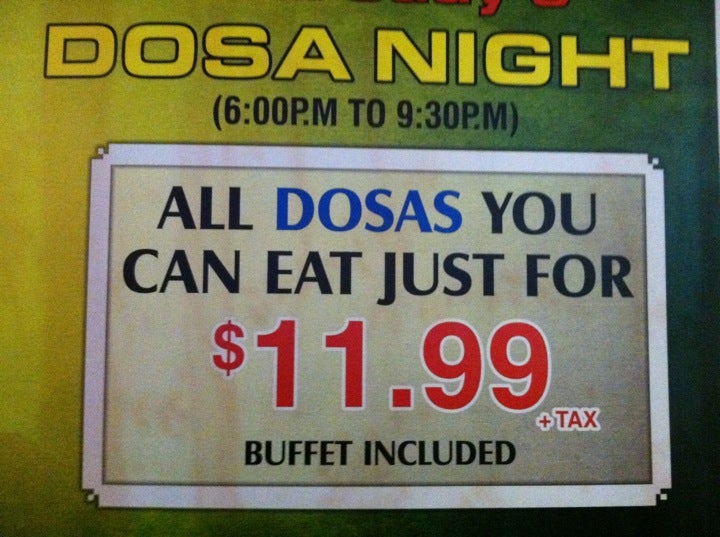 DOSA NIGHT
(6:00P.M TO 9:30P.M)
ALL DOSAS YOU
CAN EAT JUST FOR
$11.99
+ TAX
BUFFET INCLUDED